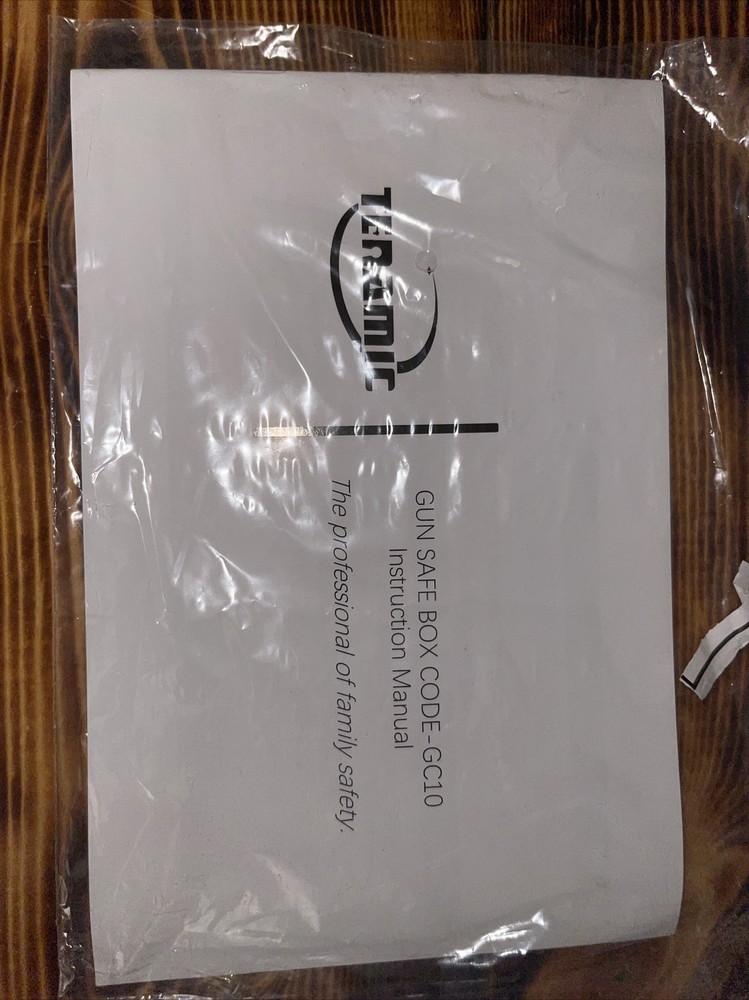 TERAMIC
GUN SAFE BOX CODE-GC10
Instruction Manual
The professional of family safety.